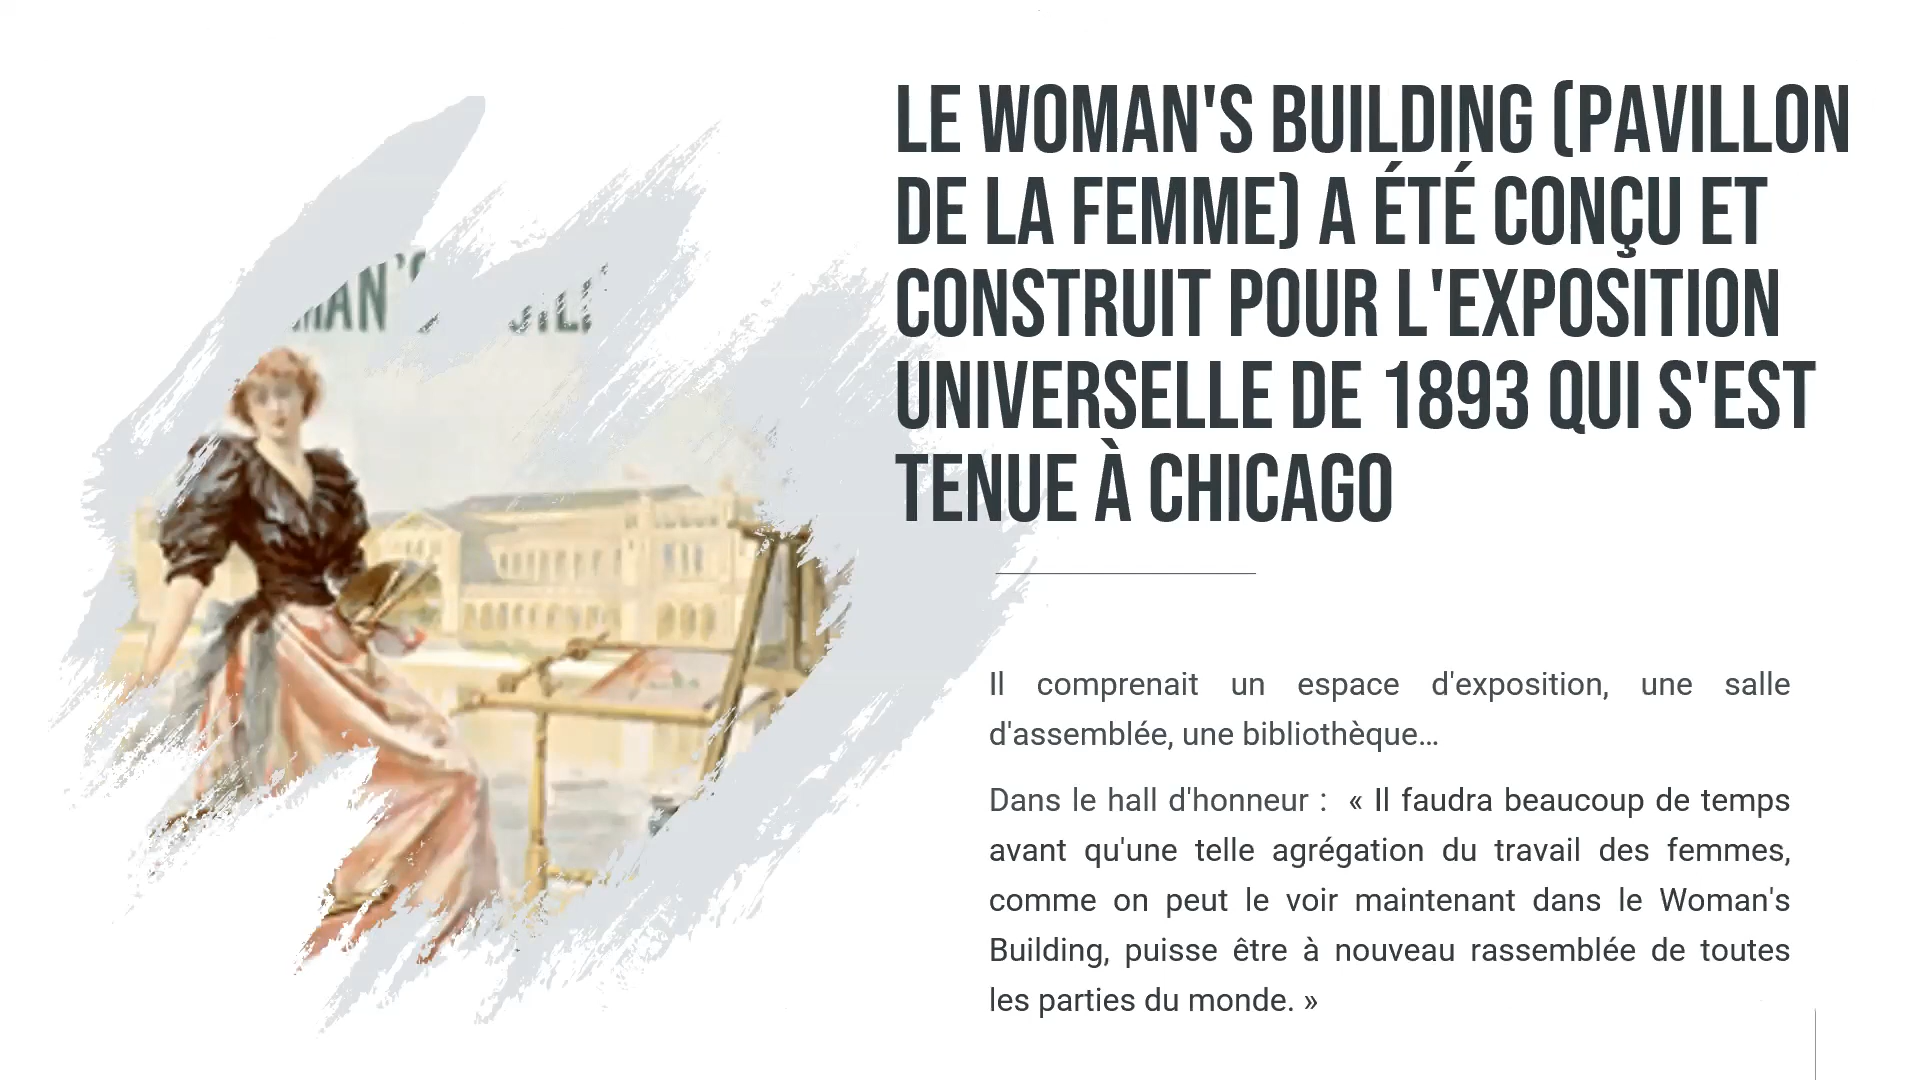 LE WOMAN'S BUILDING (PAVILLON
DE LA FEMME) A ÉTÉ CONÇU ET
CONSTRUIT POUR L'EXPOSITION
UNIVERSELLE DE 1893 QUI S'EST
TENUE À CHICAGO
Il comprenait un espace d'exposition, une salle
d'assemblée, une bibliothèque…
Dans le hall d'honneur : « Il faudra beaucoup de temps
avant qu'une telle agrégation du travail des femmes,
comme on peut le voir maintenant dans le Woman's
Building, puisse être à nouveau rassemblée de toutes
les parties du monde. »